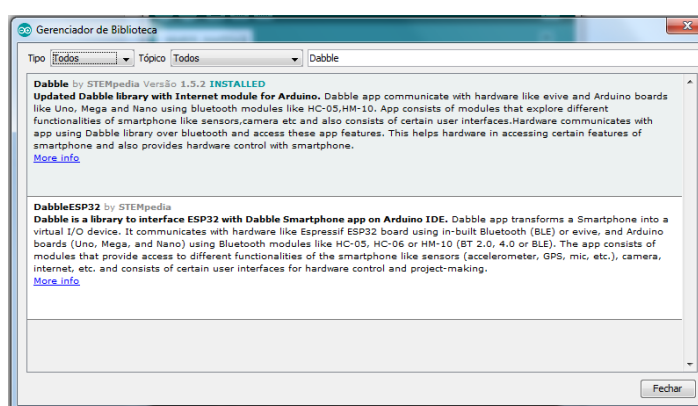 Gerenciador de Biblioteca
Tipo Todos Tópico Todos Dabble
Dabble by STEMpedia Versão 1.5.2 INSTALLED
Updated Dabble library with Internet module for Arduino. Dabble app communicate with hardware like evive and Arduino boards
like Uno, Mega and Nano using bluetooth modules like HC-05,HM-10. App consists of modules that explore different
functionalities of smartphone like sensors,camera etc and also consists of certain user interfaces.Hardware communicates with
app using Dabble library over bluetooth and access these app features. This helps hardware in accessing certain features of
smartphone and also provides hardware control with smartphone.
More info
DabbleESP32 by STEMpedia
Dabble is a library to interface ESP32 with Dabble Smartphone app on Arduino IDE. Dabble app transforms a Smartphone into a
virtual I/O device. It communicates with hardware like Espressif ESP32 board using in-built Bluetooth (BLE) or evive, and Arduino
boards (Uno, Mega, and Nano) using Bluetooth modules like HC-05, HC-06 or HM-10 (BT 2.0, 4.0 or BLE). The app consists of
modules that provide access to different functionalities of the smartphone like sensors (accelerometer, GPS, mic, etc.), camera,
internet, etc. and consists of certain user interfaces for hardware control and project-making.
More info
Fechar